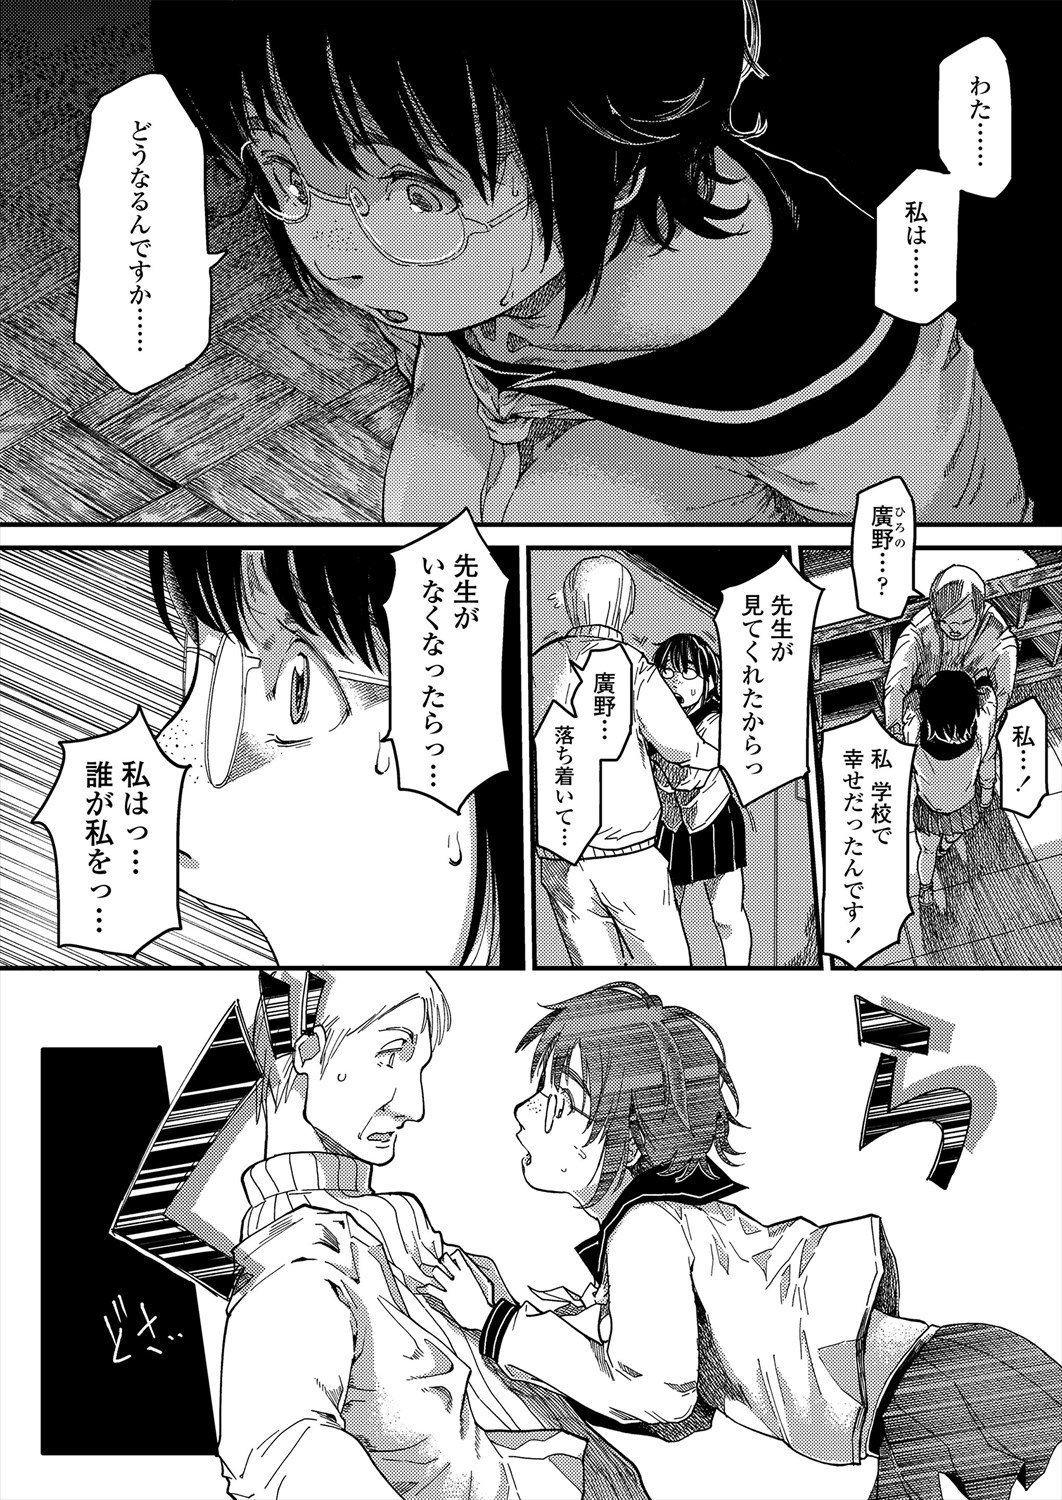 わた……
私は……
どうなるんですか……
廣野…?
ひろの
私…!
私 学校で
幸せだったんです!
先生が
見てくれたからっ
廣野…
落ち着いて…
先生が
いなくなったらっ…
私はっ…
誰が私をっ…
ぐら
どさっ